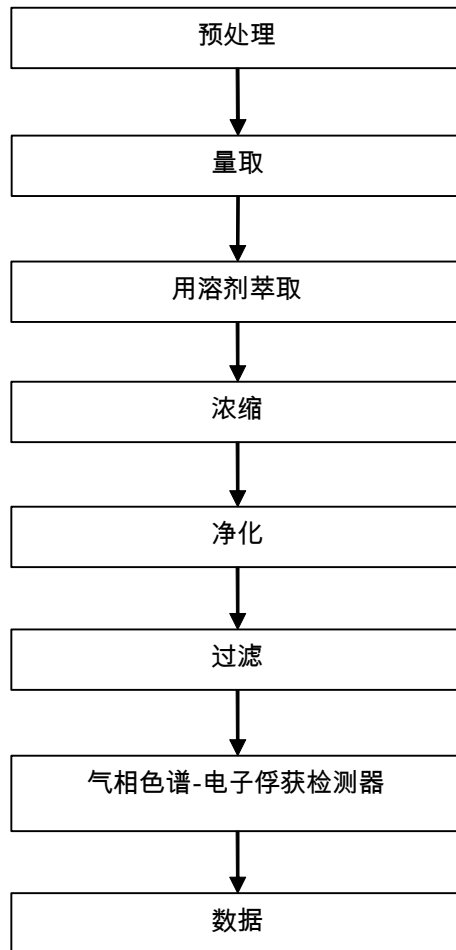 预处理
量取
用溶剂萃取
浓缩
净化
过滤
气相色谱-电子俘获检测器
数据